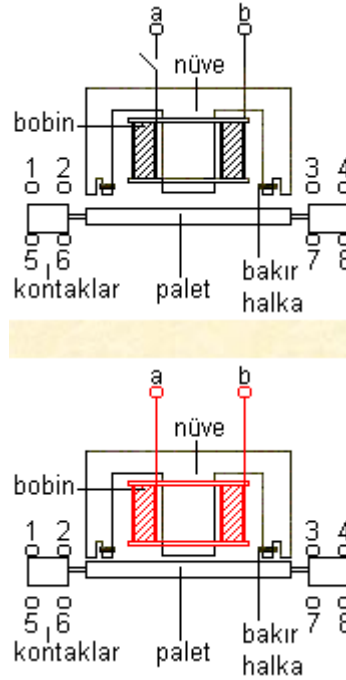 a b
nüve
bobin
1 2 3 4
5 6 7 8
kontaklar palet bakır
halka
a b
nüve
bobin
1 2 3 4
5 6 7 8
kontaklar palet bakır
halka